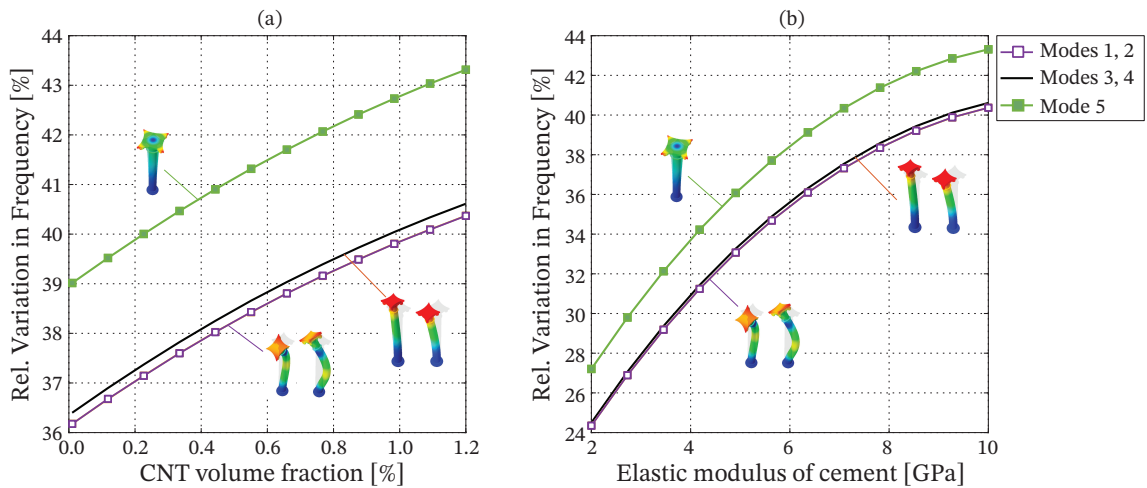 (a)
Rel. Variation in Frequency [%]
44
43
42
41
40
39
38
37
36
0.0 0.2 0.4 0.6 0.8 1.0 1.2
CNT volume fraction [%]
(b)
Rel. Variation in Frequency [%]
44
42
40
38
36
34
32
30
28
26
24
2 4 6 8 10
Elastic modulus of cement [GPa]
Modes 1, 2
Modes 3, 4
Mode 5